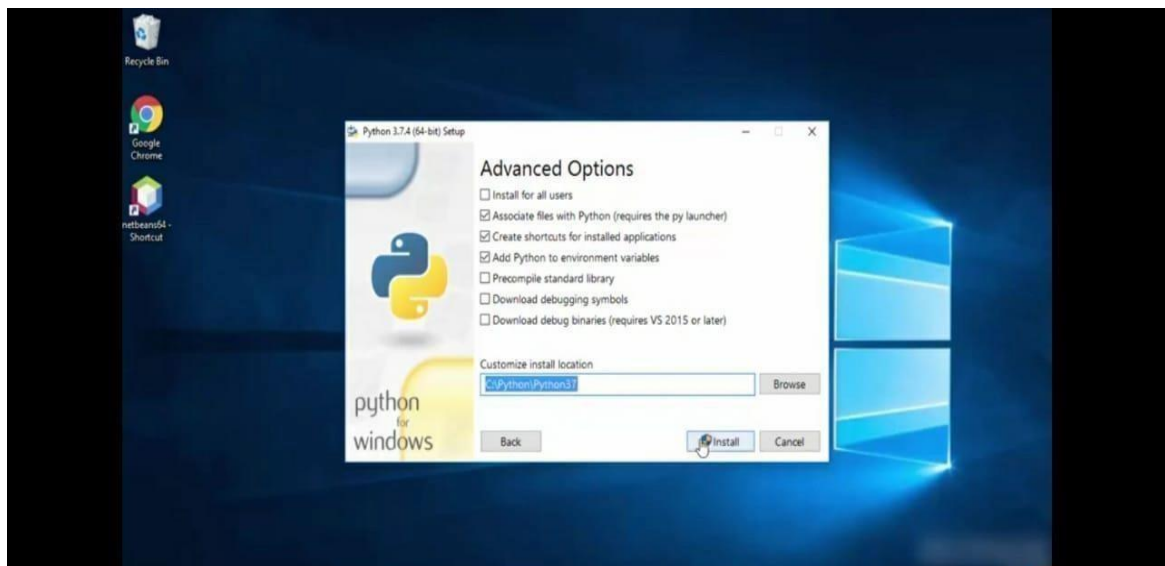 Recycle Bin
Google
Chrome
netbeans64 -
Shortcut
Python 3.7.4 (64-bit) Setup
Advanced Options
Install for all users
Associate files with Python (requires the py launcher)
Create shortcuts for installed applications
Add Python to environment variables
Precompile standard library
Download debugging symbols
Download debug binaries (requires VS 2015 or later)
Customize install location
C:\Python\Python37
Browse
python
for
windows
Back
Install
Cancel